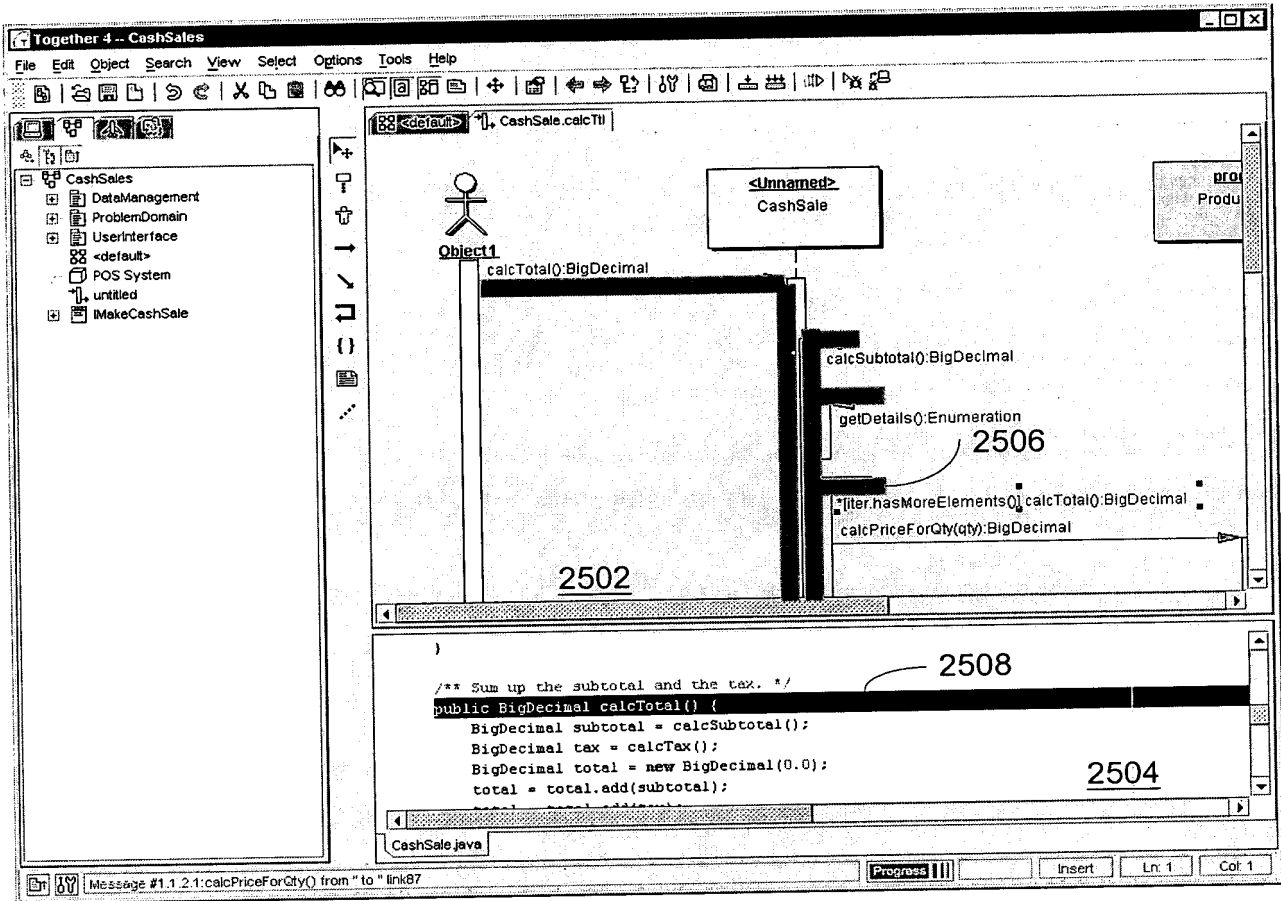 Together 4 -- CashSales
File Edit Object Search View Select Options Tools Help
<default> CashSale.calcTtl
CashSales
DataManagement
ProblemDomain
UserInterface
<default>
POS System
untitled
IMakeCashSale
Object1
<Unnamed>
CashSale
pro
Produ
calcTotal():BigDecimal
calcSubtotal():BigDecimal
getDetails():Enumeration
2506
*[iter.hasMoreElements()] calcTotal():BigDecimal
calcPriceForQty(qty):BigDecimal
2502
}
2508
/** Sum up the subtotal and the tax. */
public BigDecimal calcTotal() {
BigDecimal subtotal = calcSubtotal();
BigDecimal tax = calcTax();
BigDecimal total = new BigDecimal(0.0);
total = total.add(subtotal);
2504
CashSale.java
Message #1.1.2.1:calcPriceForQty() from " to " link87
Progress
Insert
Ln: 1
Col: 1